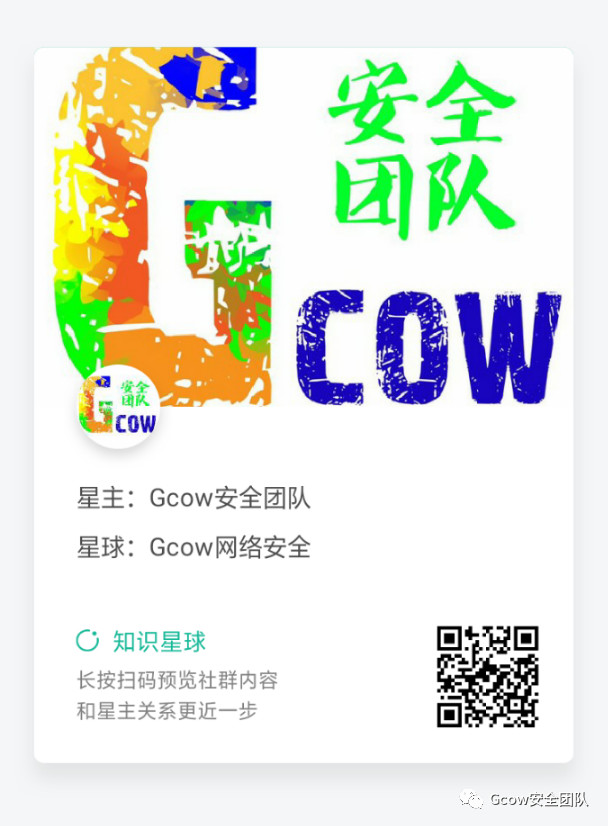 G
安全
团队
COW
G
安全
团队
COW
星主：Gcow安全团队
星球：Gcow网络安全
知识星球
长按扫码预览社群内容
和星主关系更近一步
Gcow安全团队